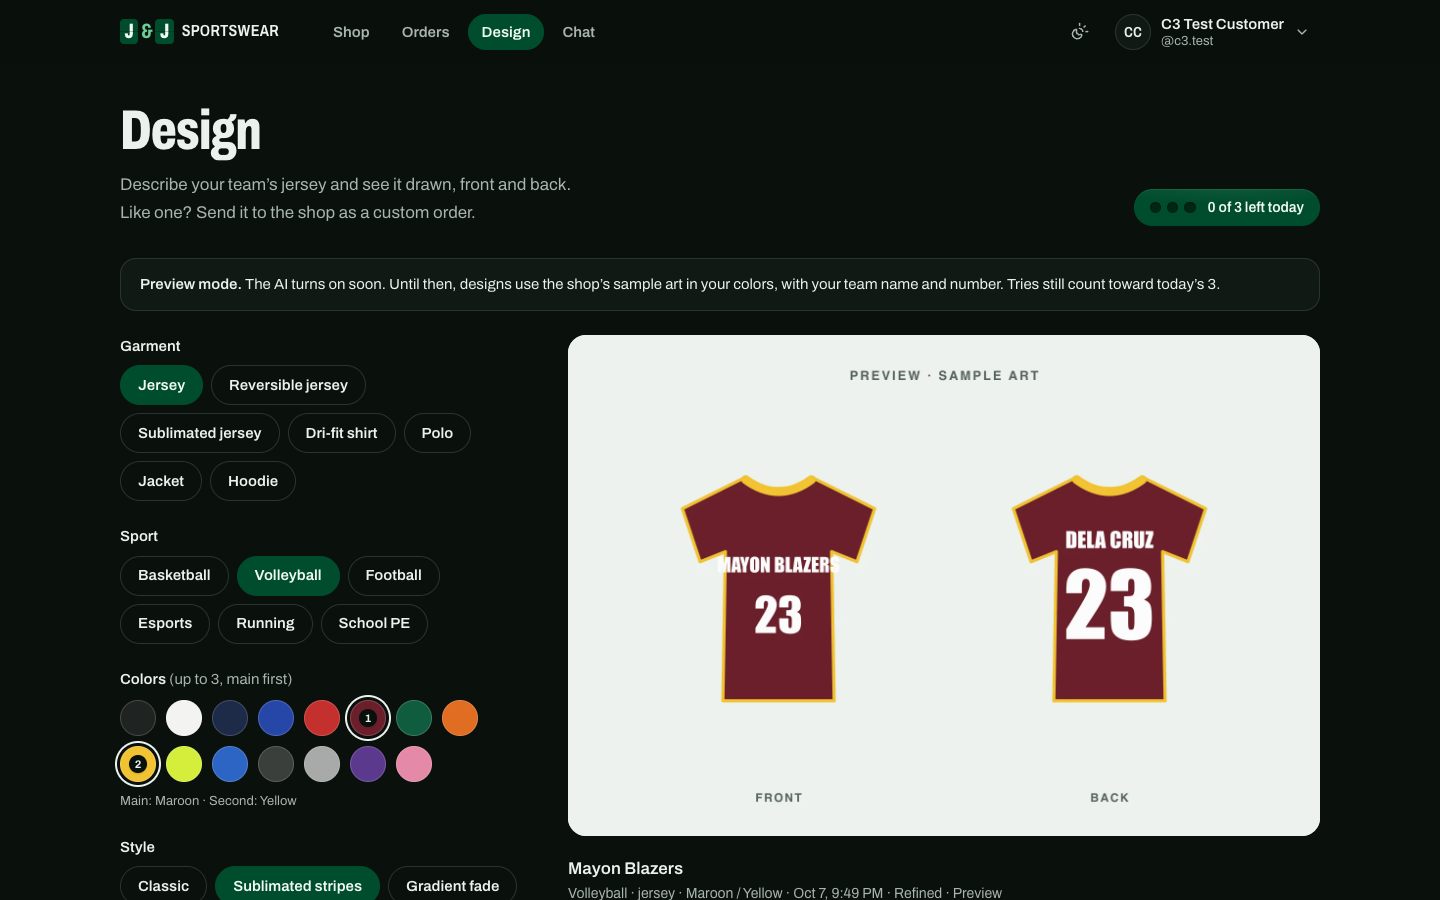 J & J SPORTSWEAR
Shop
Orders
Design
Chat
CC
C3 Test Customer
@c3.test
Design
Describe your team's jersey and see it drawn, front and back.
Like one? Send it to the shop as a custom order.
0 of 3 left today
Preview mode. The AI turns on soon. Until then, designs use the shop's sample art in your colors, with your team name and number. Tries still count toward today's 3.
Garment
Jersey
Reversible jersey
Sublimated jersey
Dri-fit shirt
Polo
Jacket
Hoodie
Sport
Basketball
Volleyball
Football
Esports
Running
School PE
Colors (up to 3, main first)
1
2
Main: Maroon · Second: Yellow
Style
Classic
Sublimated stripes
Gradient fade
PREVIEW · SAMPLE ART
MAYON BLAZERS
23
DELA CRUZ
23
FRONT
BACK
Mayon Blazers
Volleyball · jersey · Maroon / Yellow · Oct 7, 9:49 PM · Refined · Preview